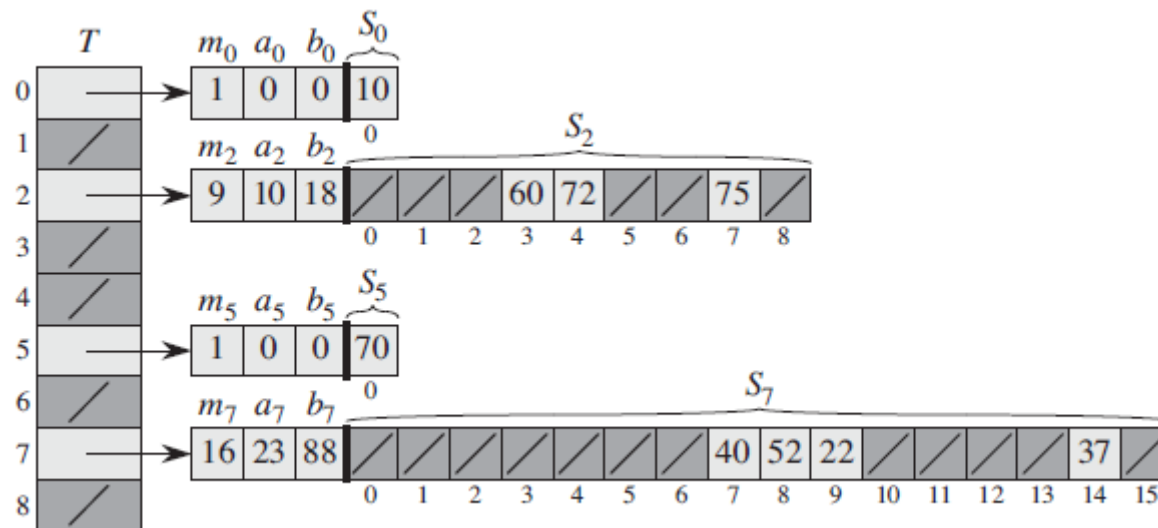 T m₀ a₀ b₀ S₀
0 1 0 0 10
0
1
m₂ a₂ b₂ S₂
2 9 10 18 60 72 75
0 1 2 3 4 5 6 7 8
3
4
m₅ a₅ b₅ S₅
5 1 0 0 70
0
6
m₇ a₇ b₇ S₇
7 16 23 88 40 52 22 37
0 1 2 3 4 5 6 7 8 9 10 11 12 13 14 15
8